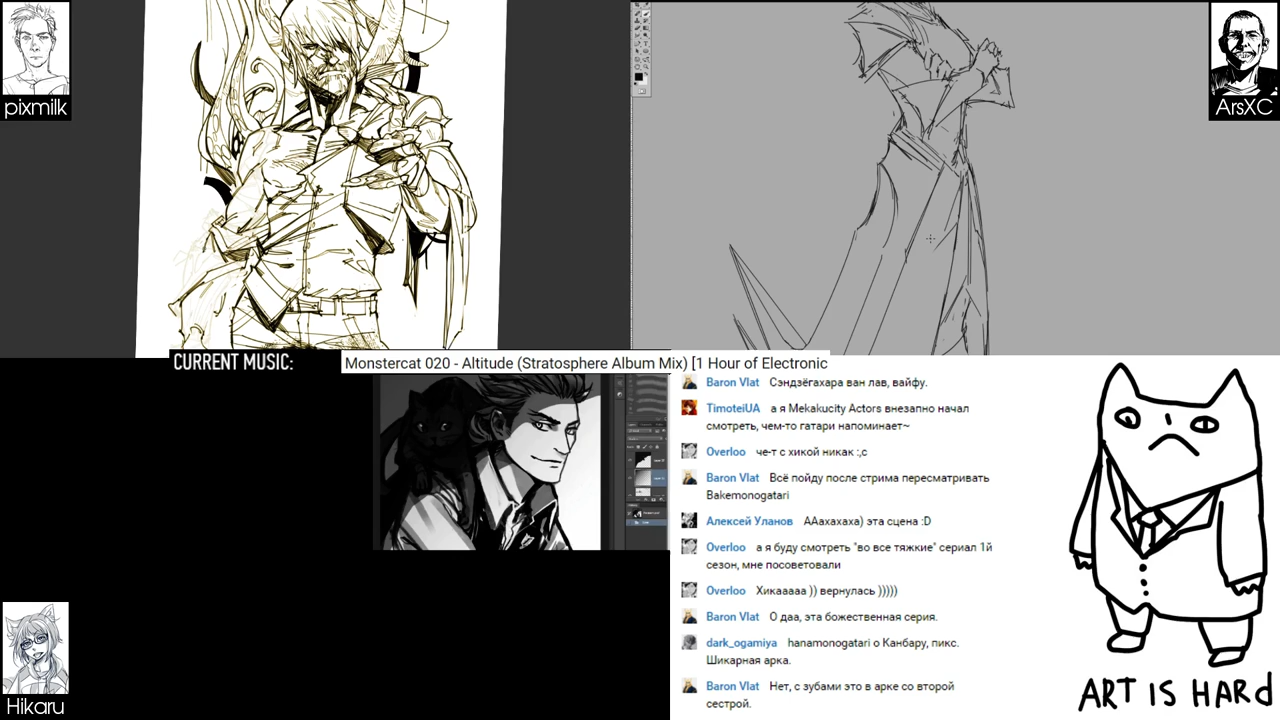 pixmilk
ArsXC
CURRENT MUSIC:
Monstercat 020 - Altitude (Stratosphere Album Mix) [1 Hour of Electronic
Baron Vlat Сэндзёгахара ван лав, вайфу.
TimoteiUA а я Mekakucity Actors внезапно начал
смотреть, чем-то гатари напоминает~
Overloo че-т с хикой никак :,с
Baron Vlat Всё пойду после стрима пересматривать
Bakemonogatari
Алексей Уланов АAахахаха) эта сцена :D
Overloo а я буду смотреть "во все тяжкие" сериал 1й
сезон, мне посоветовали
Overloo Хикааааа )) вернулась )))))
Baron Vlat О даа, эта божественная серия.
dark_ogamiya hanamonogatari о Канбару, пикс.
Шикарная арка.
Baron Vlat Нет, с зубами это в арке со второй
сестрой.
Hikaru
ART IS HARd